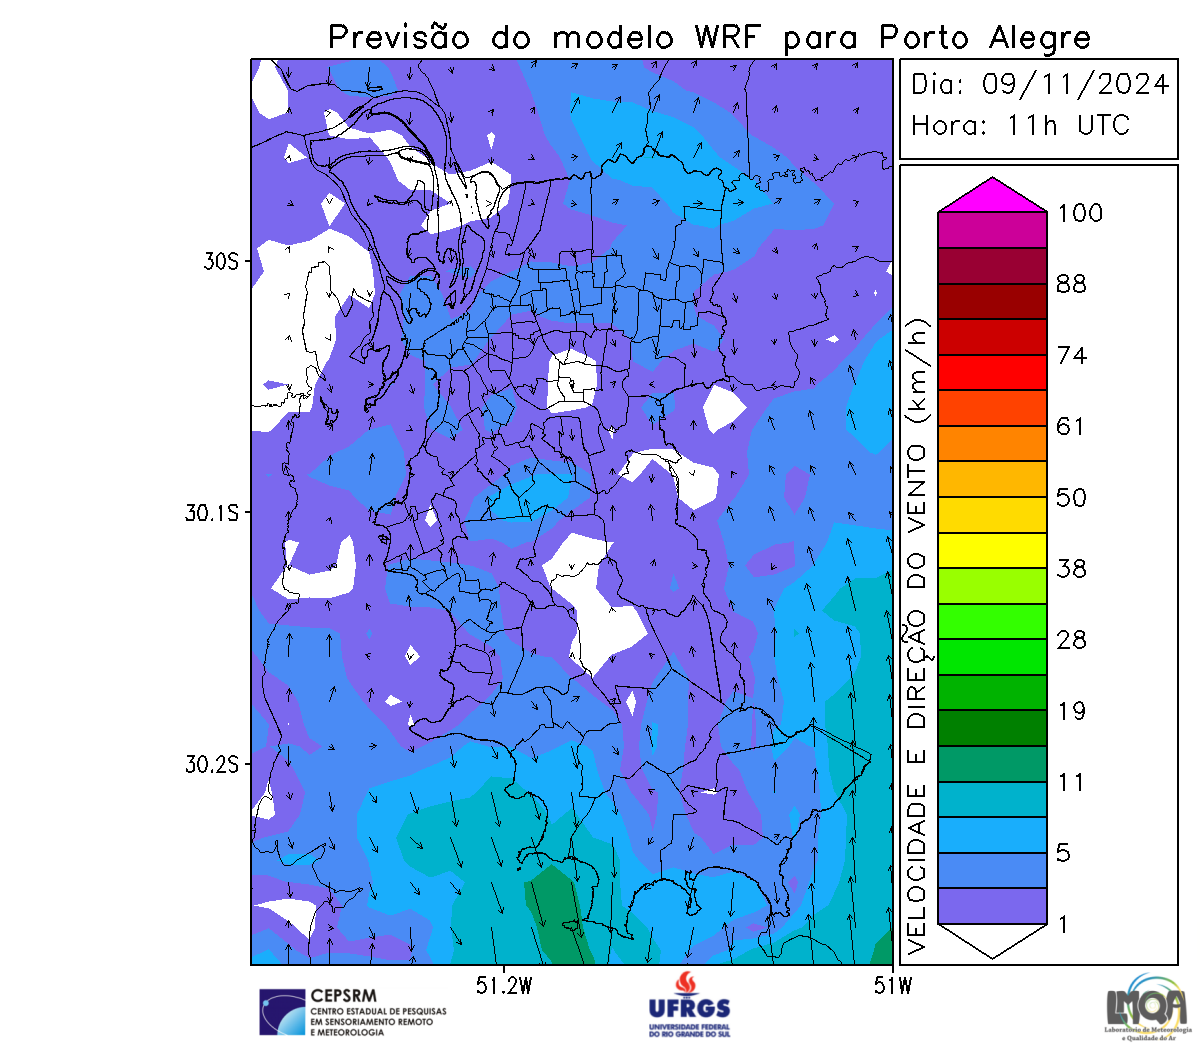 Previsão do modelo WRF para Porto Alegre
Dia: 09/11/2024
Hora: 11h UTC
30S
30.1S
30.2S
51.2W
51W
VELOCIDADE E DIREÇÃO DO VENTO (km/h)
100
88
74
61
50
38
28
19
11
5
1
CEPSRM
CENTRO ESTADUAL DE PESQUISAS
EM SENSORIAMENTO REMOTO
E METEOROLOGIA
UFRGS
UNIVERSIDADE FEDERAL
DO RIO GRANDE DO SUL
LMQA
Laboratório de Meteorologia
e Qualidade do Ar